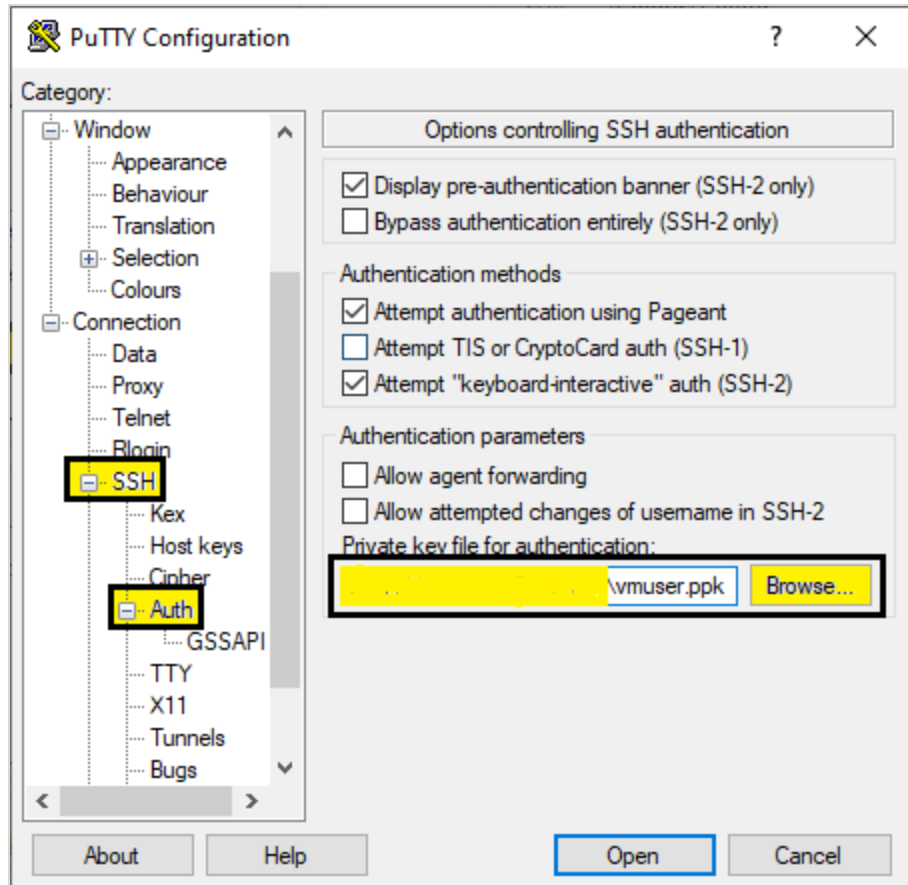 PuTTY Configuration
?
Category:
Window
Appearance
Behaviour
Translation
Selection
Colours
Connection
Data
Proxy
Telnet
Rlogin
SSH
Kex
Host keys
Cipher
Auth
GSSAPI
TTY
X11
Tunnels
Bugs
Options controlling SSH authentication
Display pre-authentication banner (SSH-2 only)
Bypass authentication entirely (SSH-2 only)
Authentication methods
Attempt authentication using Pageant
Attempt TIS or CryptoCard auth (SSH-1)
Attempt "keyboard-interactive" auth (SSH-2)
Authentication parameters
Allow agent forwarding
Allow attempted changes of username in SSH-2
Private key file for authentication:
\vmuser.ppk Browse...
About Help Open Cancel